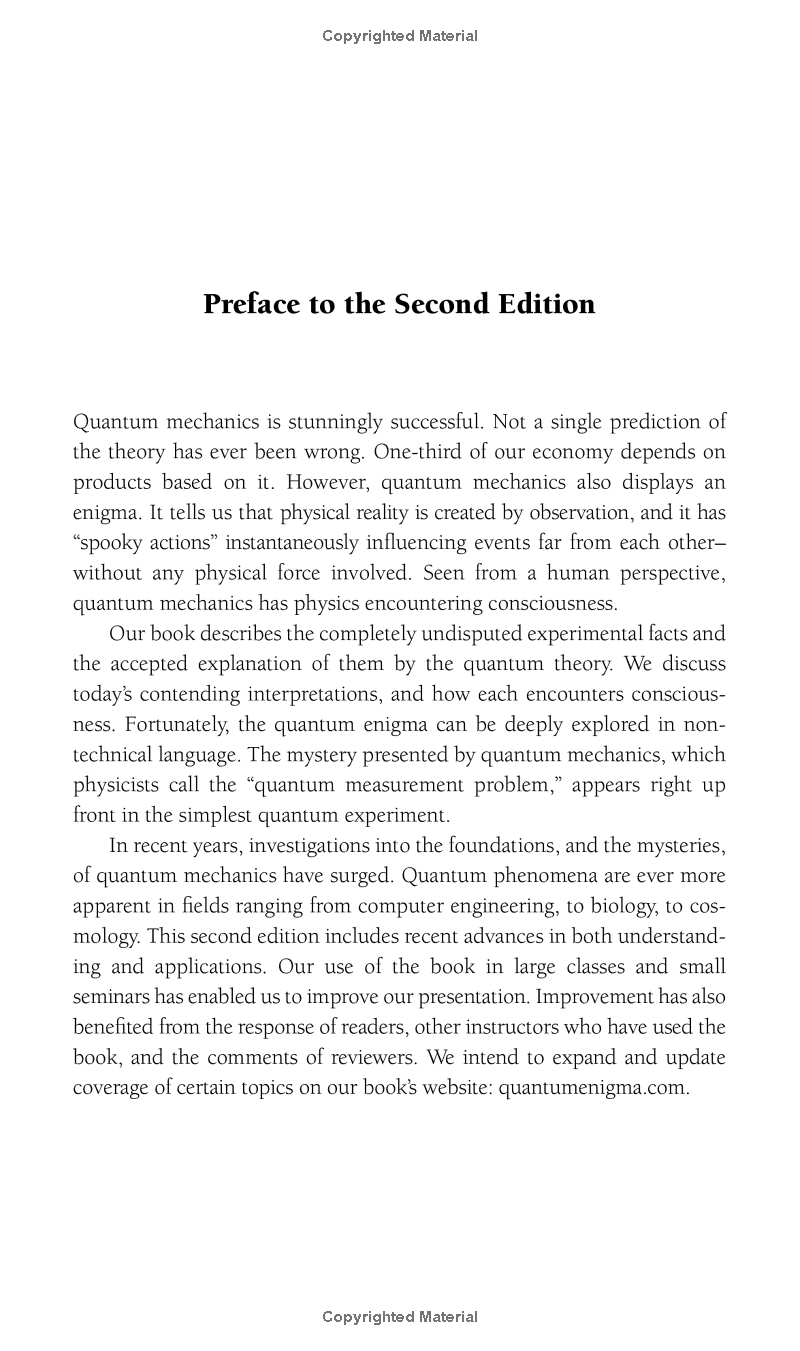 Copyrighted Material
Preface to the Second Edition
Quantum mechanics is stunningly successful. Not a single prediction of
the theory has ever been wrong. One-third of our economy depends on
products based on it. However, quantum mechanics also displays an
enigma. It tells us that physical reality is created by observation, and it has
“spooky actions” instantaneously influencing events far from each other–
without any physical force involved. Seen from a human perspective,
quantum mechanics has physics encountering consciousness.
Our book describes the completely undisputed experimental facts and
the accepted explanation of them by the quantum theory. We discuss
today’s contending interpretations, and how each encounters conscious-
ness. Fortunately, the quantum enigma can be deeply explored in non-
technical language. The mystery presented by quantum mechanics, which
physicists call the “quantum measurement problem,” appears right up
front in the simplest quantum experiment.
In recent years, investigations into the foundations, and the mysteries,
of quantum mechanics have surged. Quantum phenomena are ever more
apparent in fields ranging from computer engineering, to biology, to cos-
mology. This second edition includes recent advances in both understand-
ing and applications. Our use of the book in large classes and small
seminars has enabled us to improve our presentation. Improvement has also
benefited from the response of readers, other instructors who have used the
book, and the comments of reviewers. We intend to expand and update
coverage of certain topics on our book’s website: quantumenigma.com.
Copyrighted Material